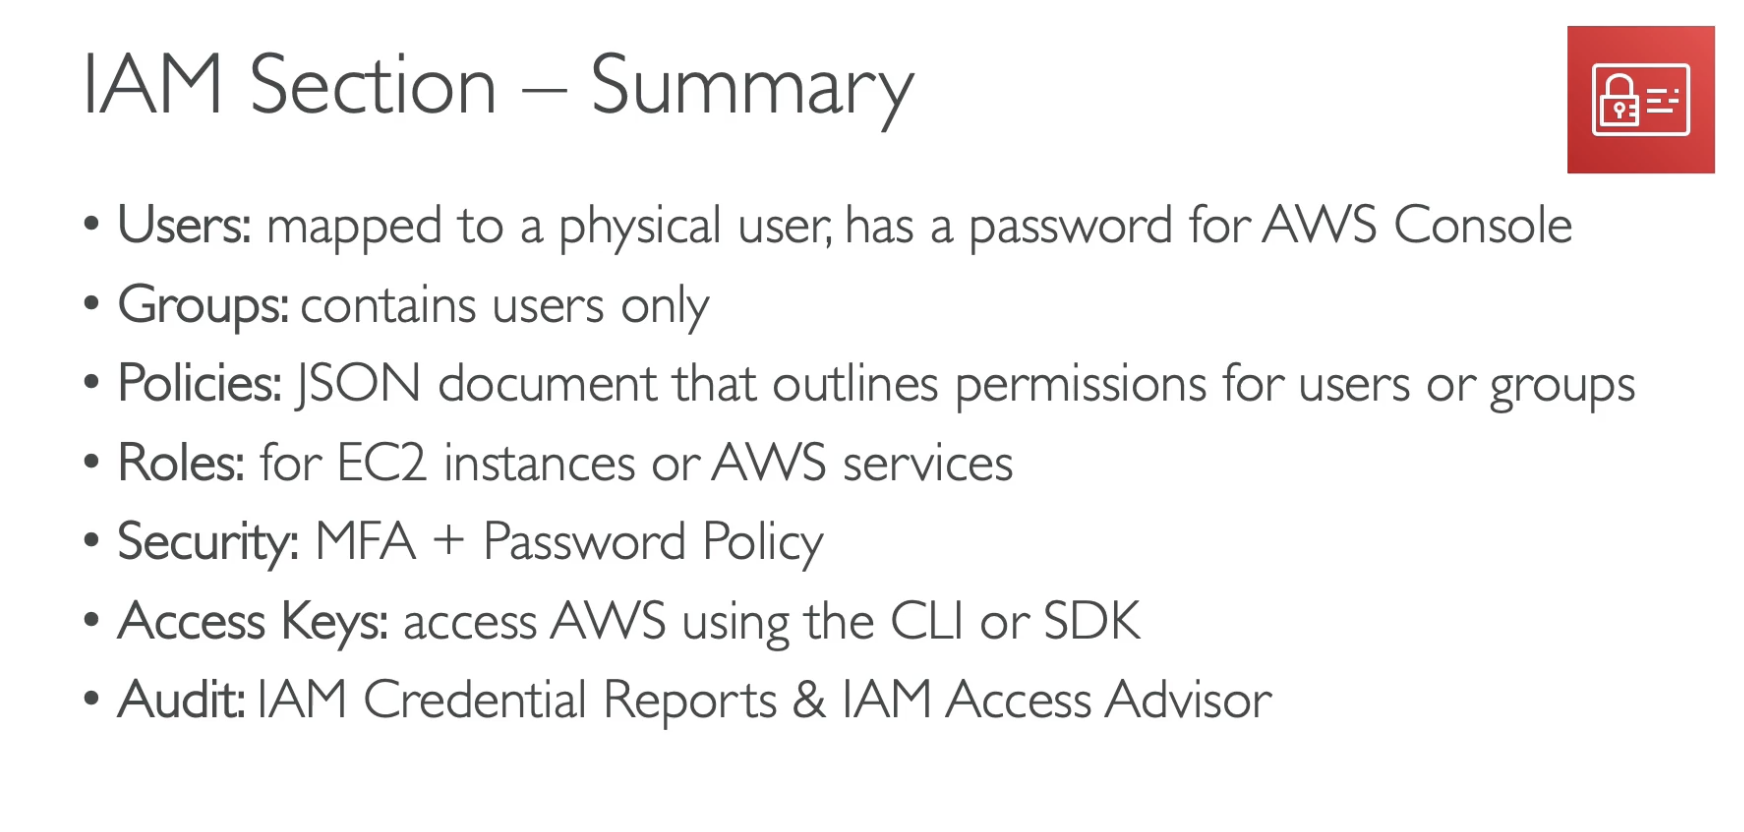 IAM Section – Summary
• Users: mapped to a physical user, has a password for AWS Console
• Groups: contains users only
• Policies: JSON document that outlines permissions for users or groups
• Roles: for EC2 instances or AWS services
• Security: MFA + Password Policy
• Access Keys: access AWS using the CLI or SDK
• Audit: IAM Credential Reports & IAM Access Advisor